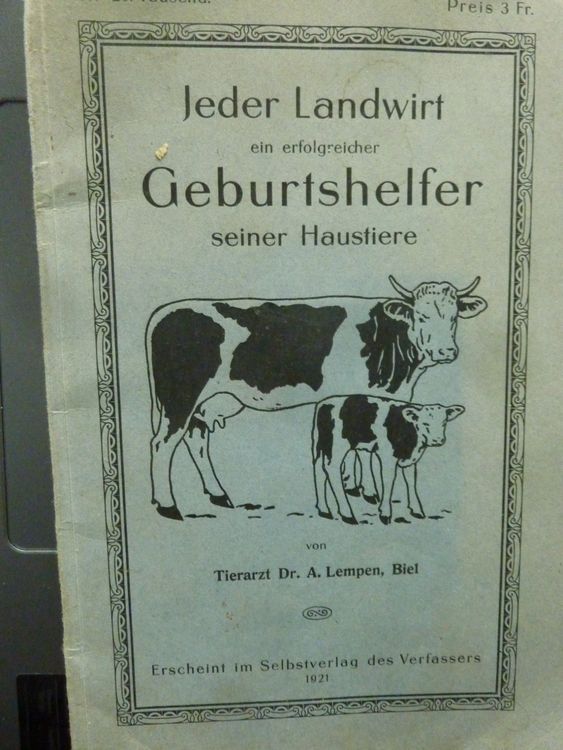 Tausend.
Preis 3 Fr.
Jeder Landwirt
ein erfolgreicher
Geburtshelfer
seiner Haustiere
von
Tierarzt Dr. A. Lempen, Biel
Erscheint im Selbstverlag des Verfassers
1921